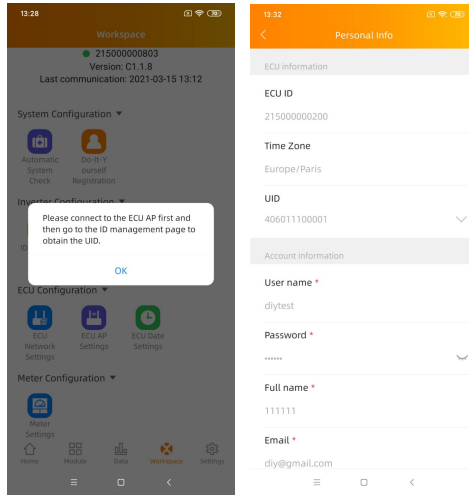 13:28
Workspace
215000000803
Version: C1.1.8
Last communication: 2021-03-15 13:12
System Configuration
Automatic
System
Check
Do-It-Y
ourself
Registration
Inverter Configuration
ID
Please connect to the ECU AP first and
then go to the ID management page to
obtain the UID.
OK
ECU Configuration
ECU
Network
Settings
ECU AP
Settings
ECU Date
Settings
Meter Configuration
Meter
Settings
Home
Module
Data
Workspace
Settings
13:32
Personal Info
ECU information
ECU ID
215000000200
Time Zone
Europe/Paris
UID
406011100001
Account information
User name *
diytest
Password *
••••••
Full name *
111111
Email *
diy@gmail.com